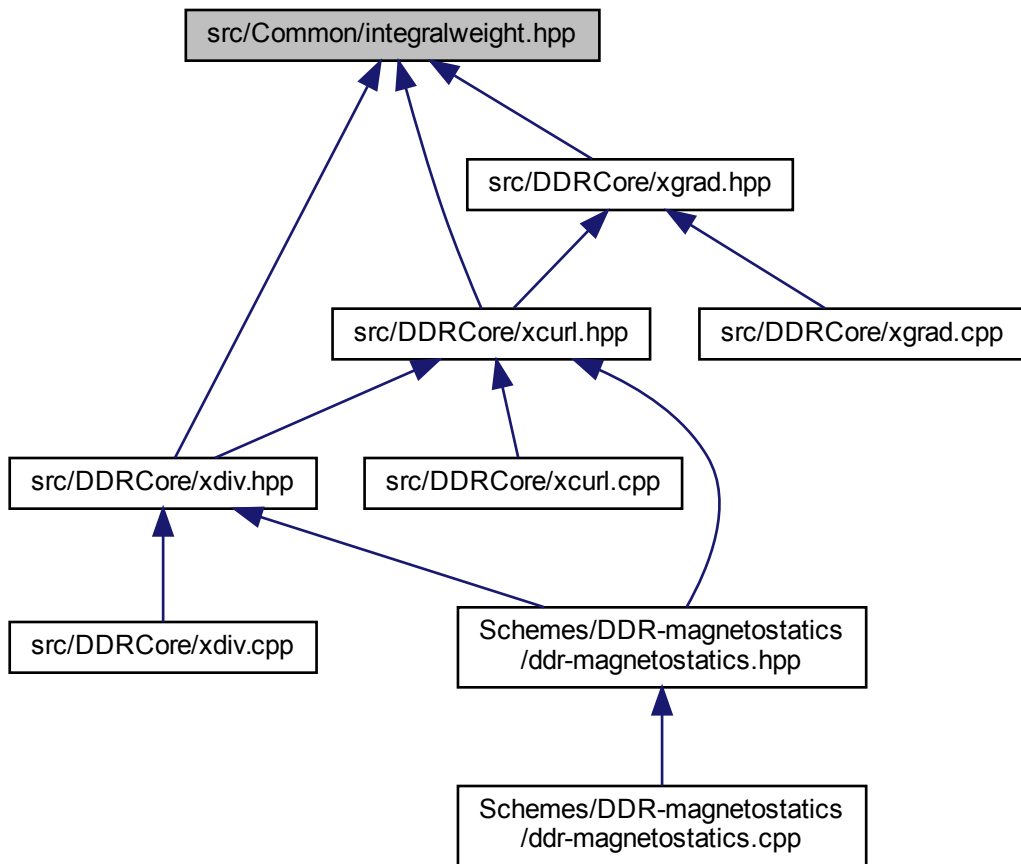 src/Common/integralweight.hpp
src/DDRCore/xgrad.hpp
src/DDRCore/xcurl.hpp
src/DDRCore/xgrad.cpp
src/DDRCore/xdiv.hpp
src/DDRCore/xcurl.cpp
src/DDRCore/xdiv.cpp
Schemes/DDR-magnetostatics
/ddr-magnetostatics.hpp
Schemes/DDR-magnetostatics
/ddr-magnetostatics.cpp